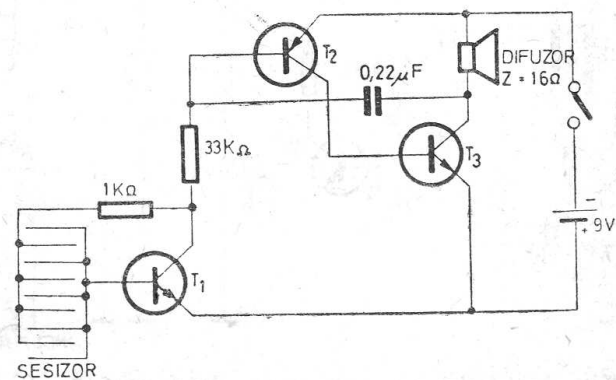 T2
0,22µF
DIFUZOR
Z = 16Ω
33KΩ
T3
1KΩ
-
+ 9V
T1
SESIZOR